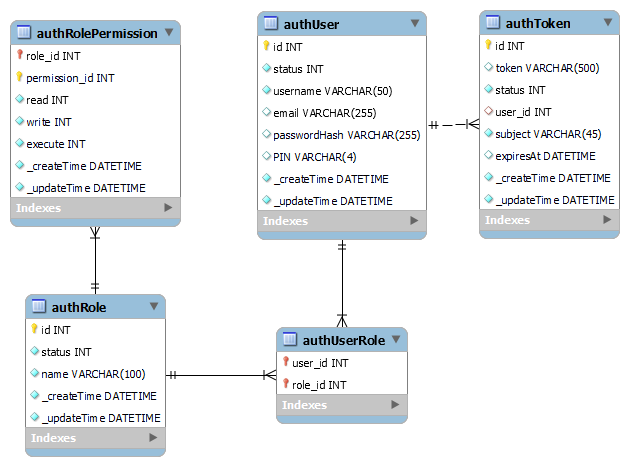 authRolePermission
role_id INT
permission_id INT
read INT
write INT
execute INT
_createTime DATETIME
_updateTime DATETIME
Indexes
authUser
id INT
status INT
username VARCHAR(50)
email VARCHAR(255)
passwordHash VARCHAR(255)
PIN VARCHAR(4)
_createTime DATETIME
_updateTime DATETIME
Indexes
authToken
id INT
token VARCHAR(500)
status INT
user_id INT
subject VARCHAR(45)
expiresAt DATETIME
_createTime DATETIME
_updateTime DATETIME
Indexes
authRole
id INT
status INT
name VARCHAR(100)
_createTime DATETIME
_updateTime DATETIME
Indexes
authUserRole
user_id INT
role_id INT
Indexes